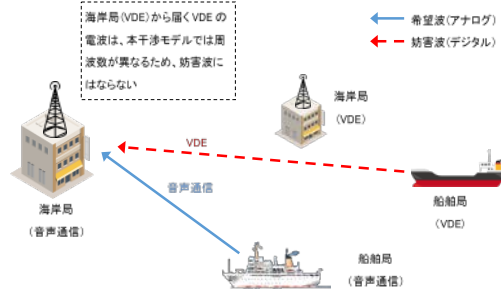 海岸局(VDE)から届くVDEの
電波は、本干渉モデルでは周
波数が異なるため、妨害波に
はならない
希望波(アナログ)
妨害波(デジタル)
海岸局
(VDE)
VDE
音声通信
海岸局
(音声通信)
船舶局
(VDE)
船舶局
(音声通信)